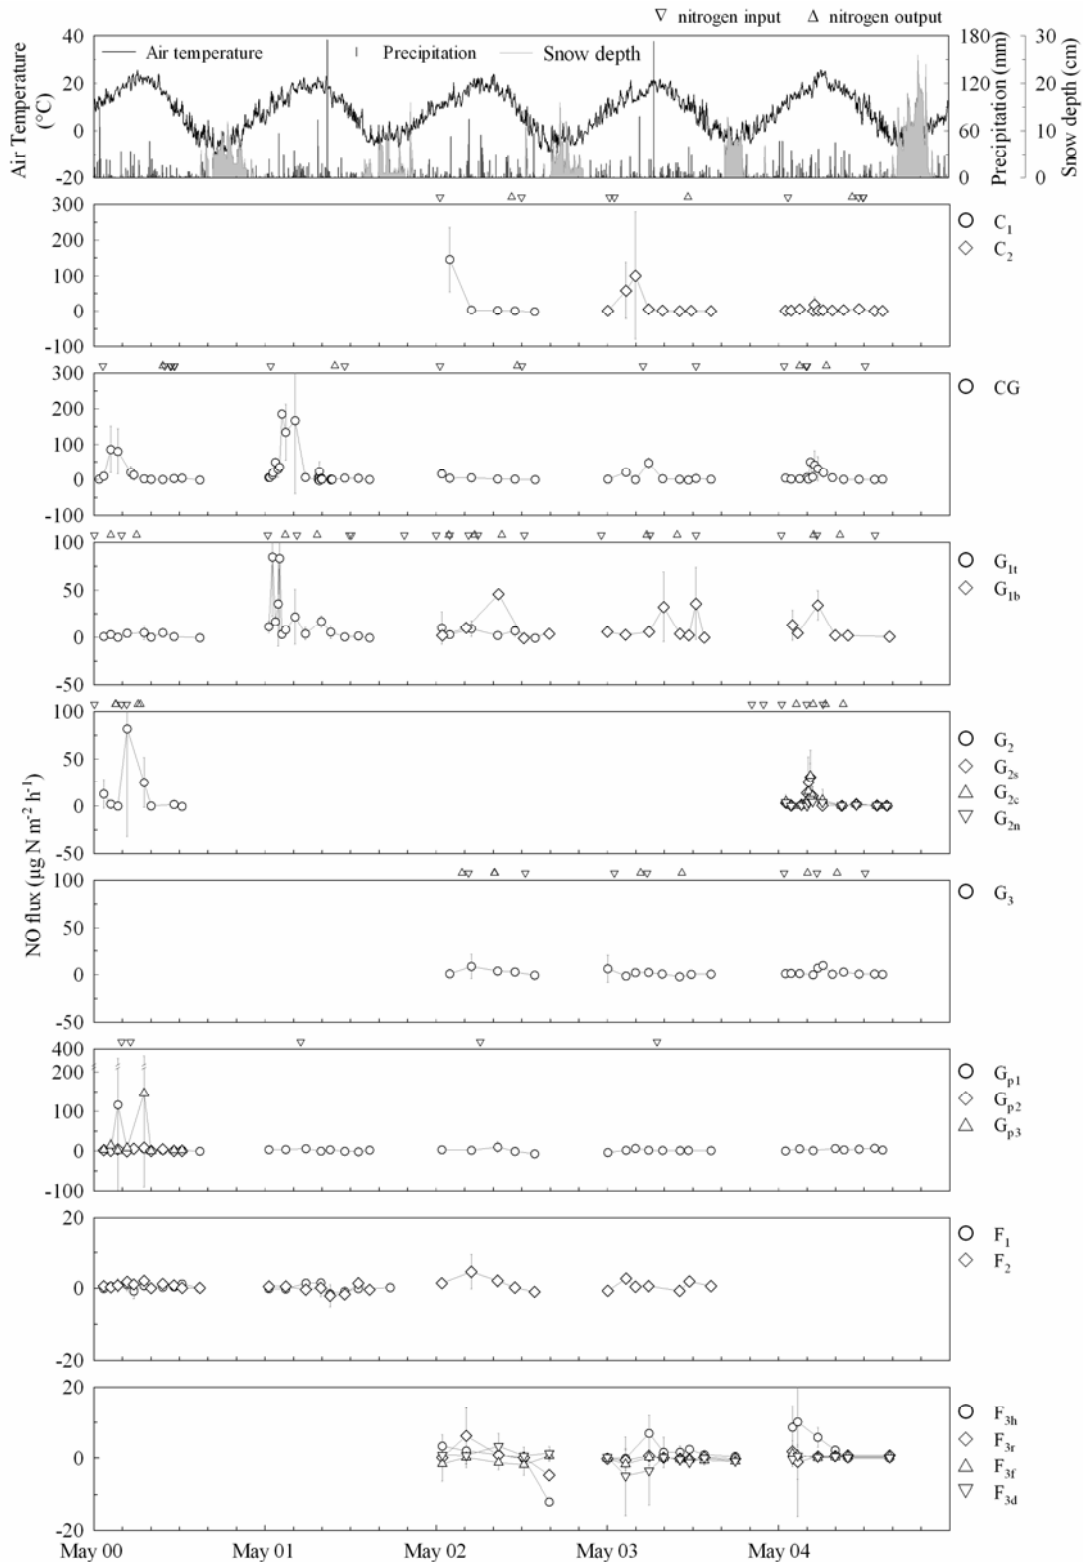 ▽ nitrogen input △ nitrogen output
Air temperature Precipitation Snow depth
Air Temperature
(°C)
40
20
0
-20
180
120
60
0
Precipitation (mm)
30
20
10
0
Snow depth (cm)
300
200
100
0
-100
C1
C2
300
200
100
0
-100
CG
100
50
0
-50
G1t
G1b
100
50
0
-50
G2
G2s
G2c
G2n
NO flux (µg N m-2 h-1)
100
50
0
-50
G3
400
200
100
0
-100
Gp1
Gp2
Gp3
20
0
-20
F1
F2
20
0
-20
F3h
F3r
F3f
F3d
May 00 May 01 May 02 May 03 May 04